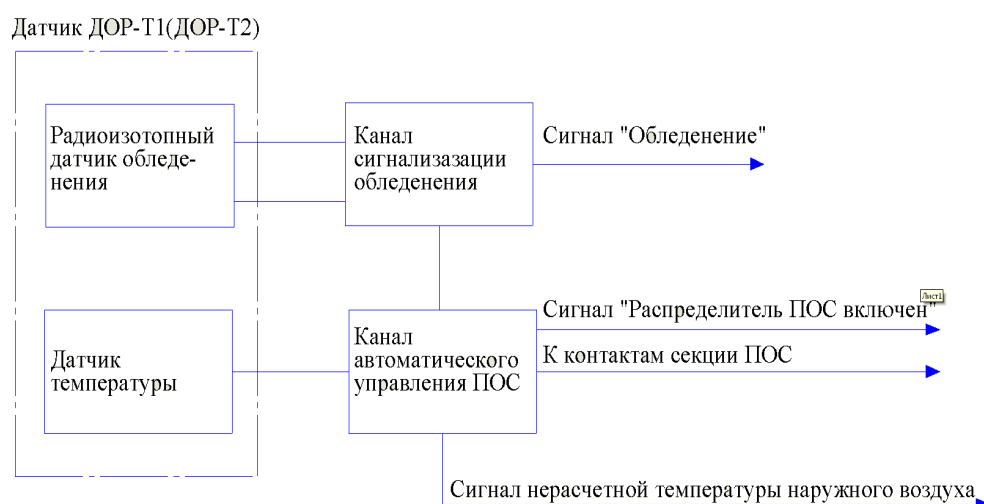 Датчик ДОР-Т1(ДОР-Т2)
Радиоизотопный
датчик обледе-
нения
Канал
сигнализазации
обледенения
Сигнал "Обледенение"
Датчик
температуры
Канал
автоматического
управления ПОС
Сигнал "Распределитель ПОС включен"
Лист1
К контактам секции ПОС
Сигнал нерасчетной температуры наружного воздуха